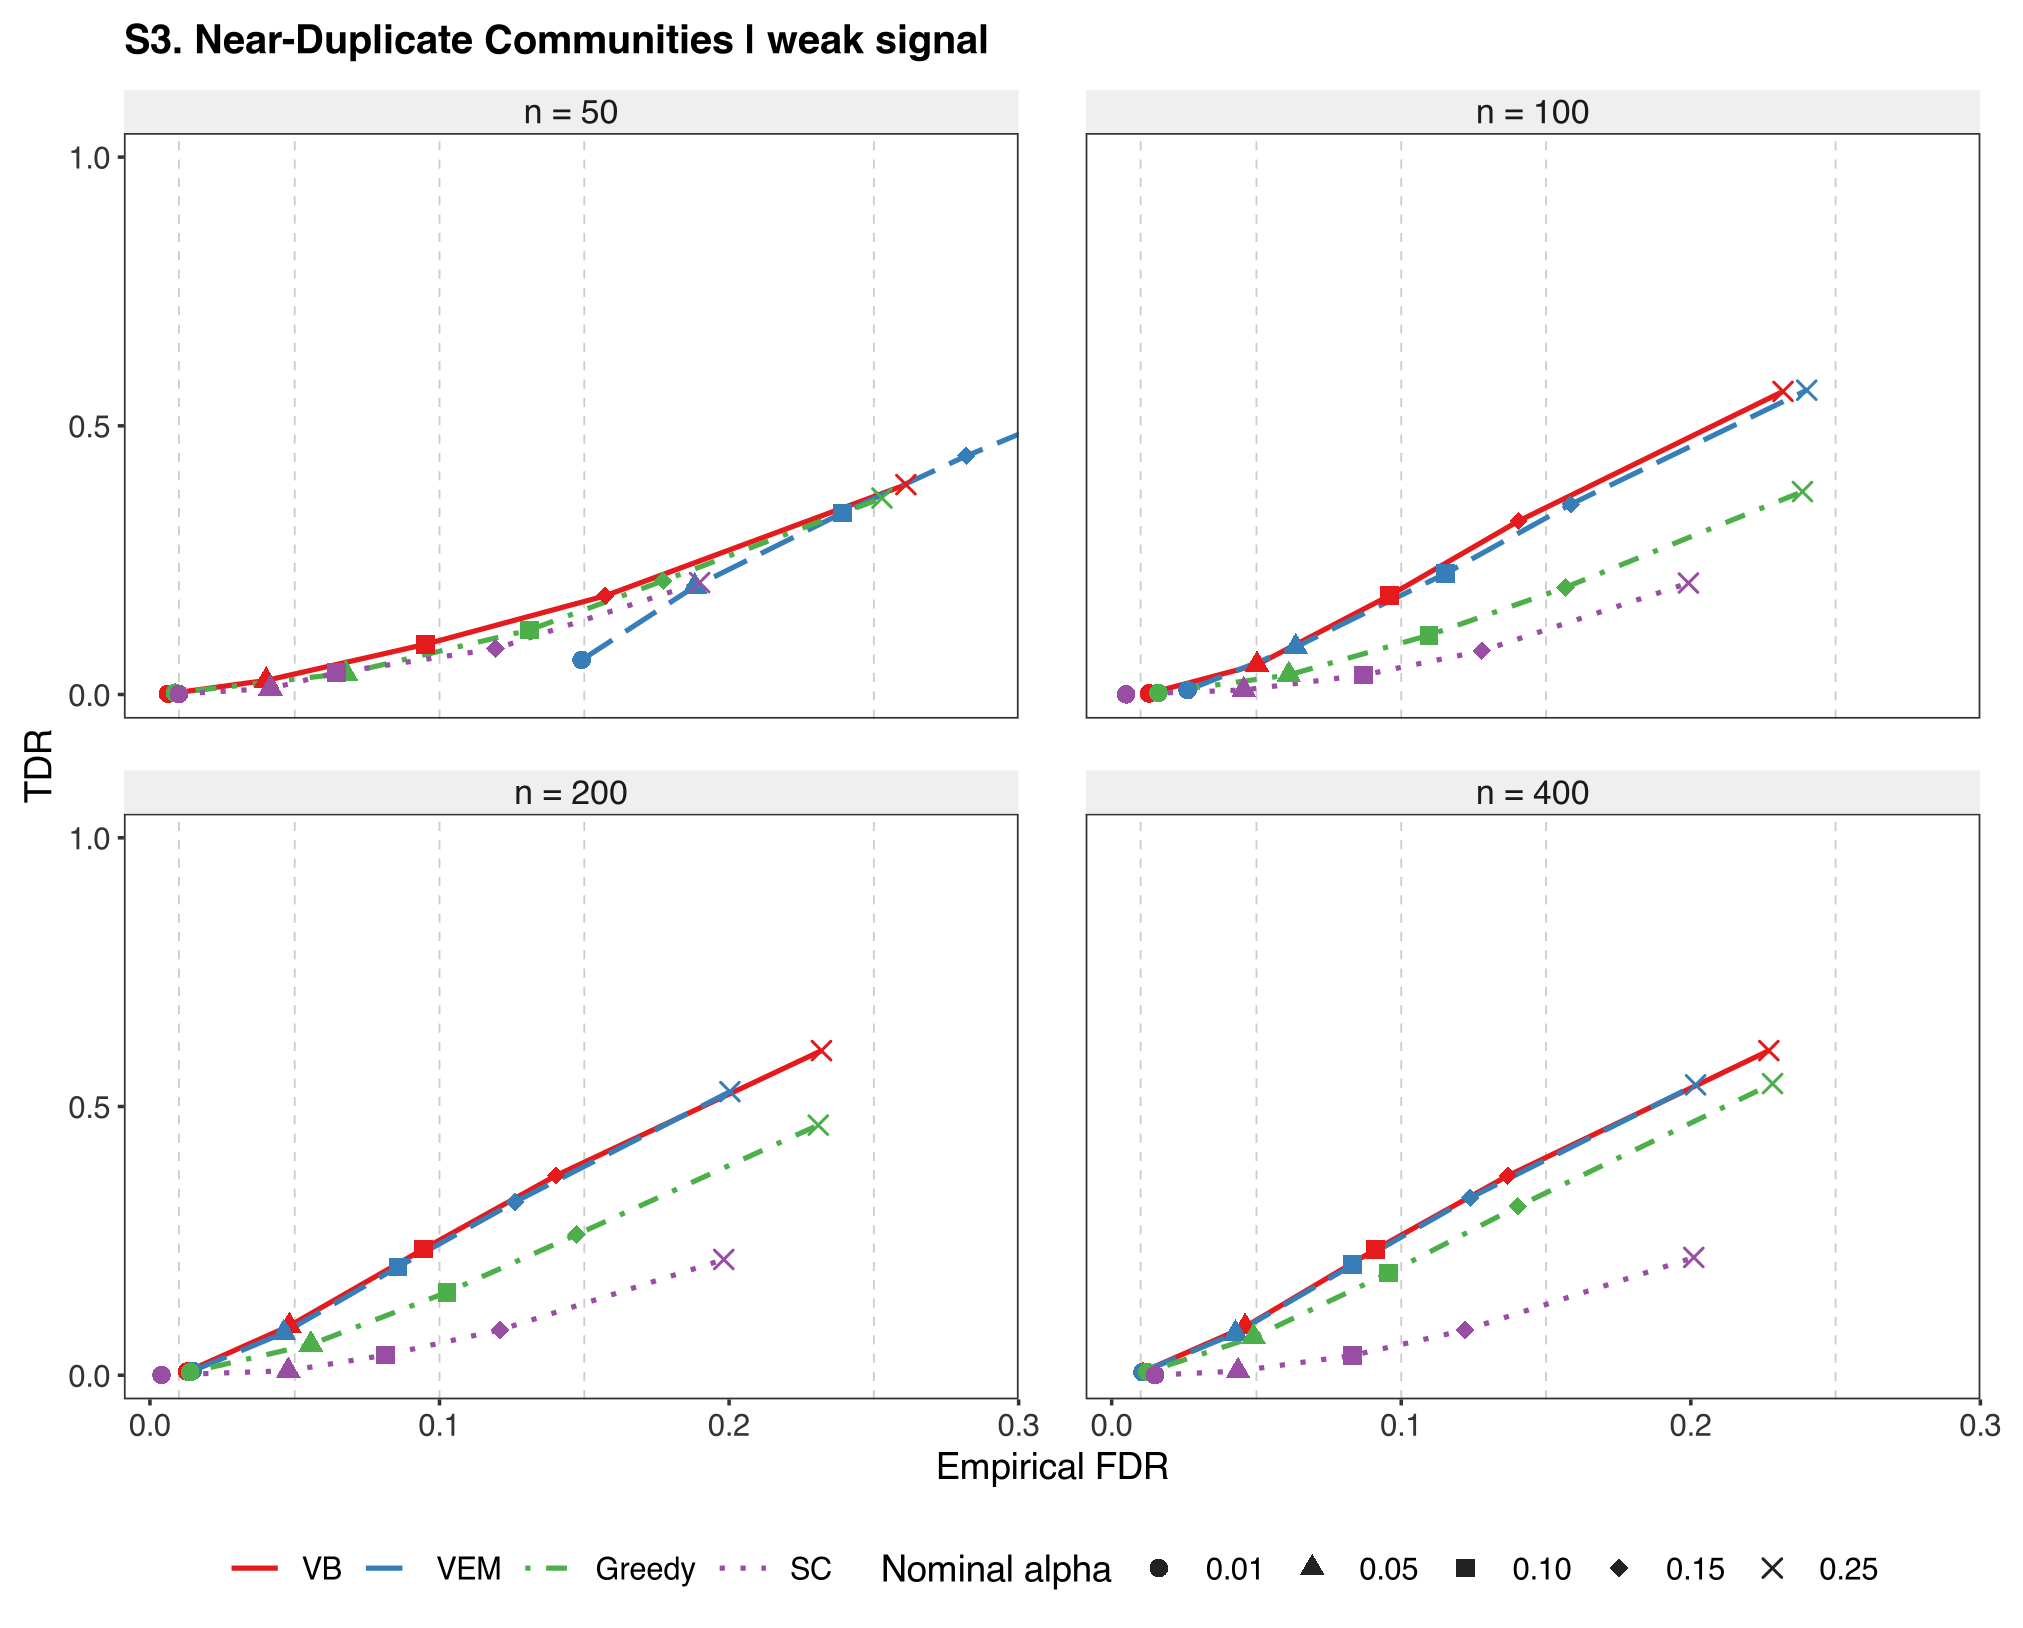 S3. Near-Duplicate Communities | weak signal
n = 50
n = 100
1.0
0.5
0.0
TDR
n = 200
n = 400
1.0
0.5
0.0
0.0 0.1 0.2 0.3
0.0 0.1 0.2 0.3
Empirical FDR
VB VEM Greedy SC Nominal alpha 0.01 0.05 0.10 0.15 0.25